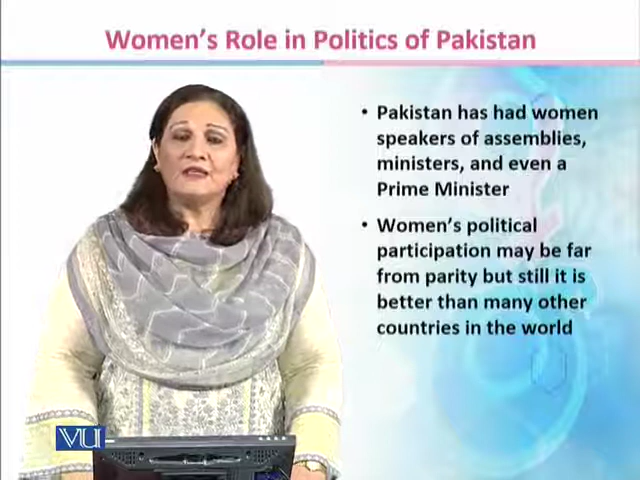 Women's Role in Politics of Pakistan
• Pakistan has had women
speakers of assemblies,
ministers, and even a
Prime Minister
• Women's political
participation may be far
from parity but still it is
better than many other
countries in the world
VU